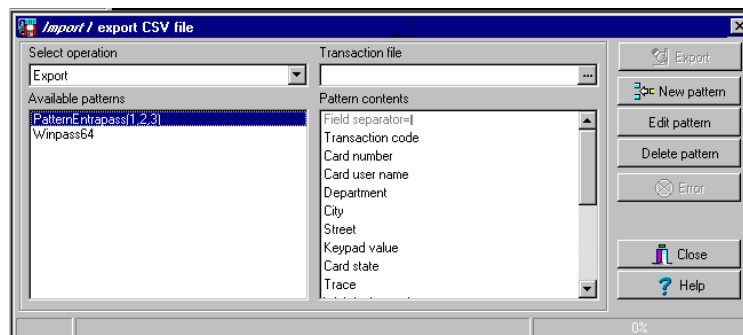 Import / export CSV file
Select operation
Export
Available patterns
PatternEntrapass(1,2,3)
Winpass64
Transaction file
...
Pattern contents
Field separator=|
Transaction code
Card number
Card user name
Department
City
Street
Keypad value
Card state
Trace
Export
New pattern
Edit pattern
Delete pattern
Error
Close
Help
0%